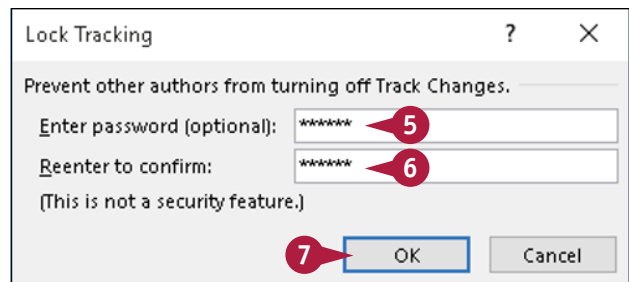 Lock Tracking ? ×
Prevent other authors from turning off Track Changes.
Enter password (optional): ****** 5
Reenter to confirm: ****** 6
(This is not a security feature.)
7 OK Cancel